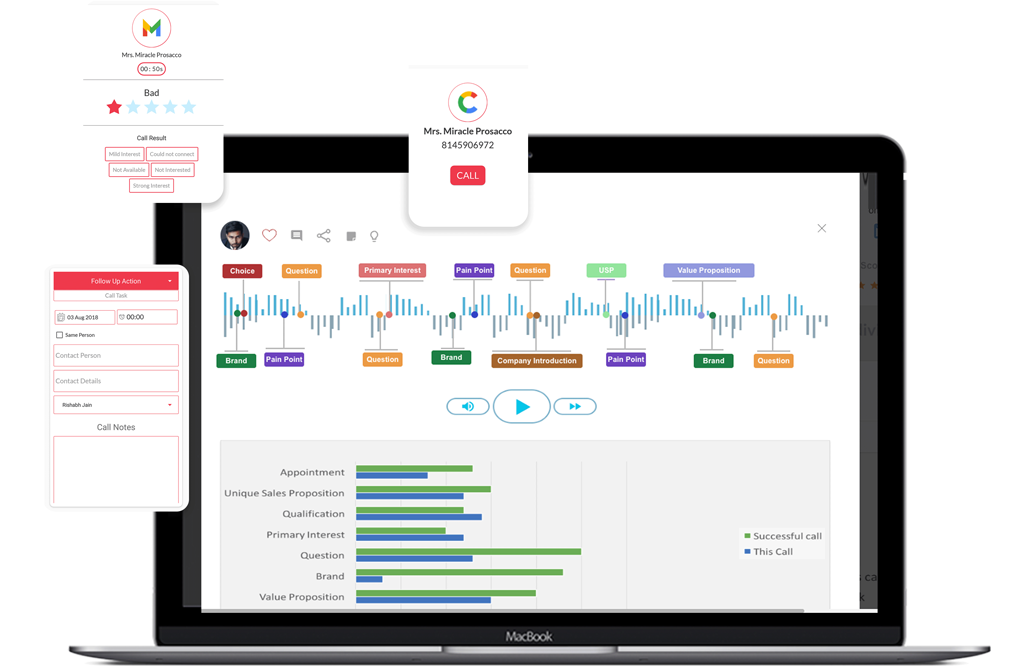 Mrs. Miracle Prosacco
00 : 50s
Bad
Call Result
Mild Interest
Could not connect
Not Available
Not Interested
Strong Interest
Mrs. Miracle Prosacco
8145906972
CALL
Follow Up Action
Call Task
03 Aug 2018
00:00
Same Person
Contact Person
Contact Details
Rishabh Jain
Call Notes
Choice
Question
Primary Interest
Pain Point
Question
USP
Value Proposition
Brand
Pain Point
Question
Brand
Company Introduction
Pain Point
Brand
Question
Appointment
Unique Sales Proposition
Qualification
Primary Interest
Question
Brand
Value Proposition
Successful call
This Call
MacBook